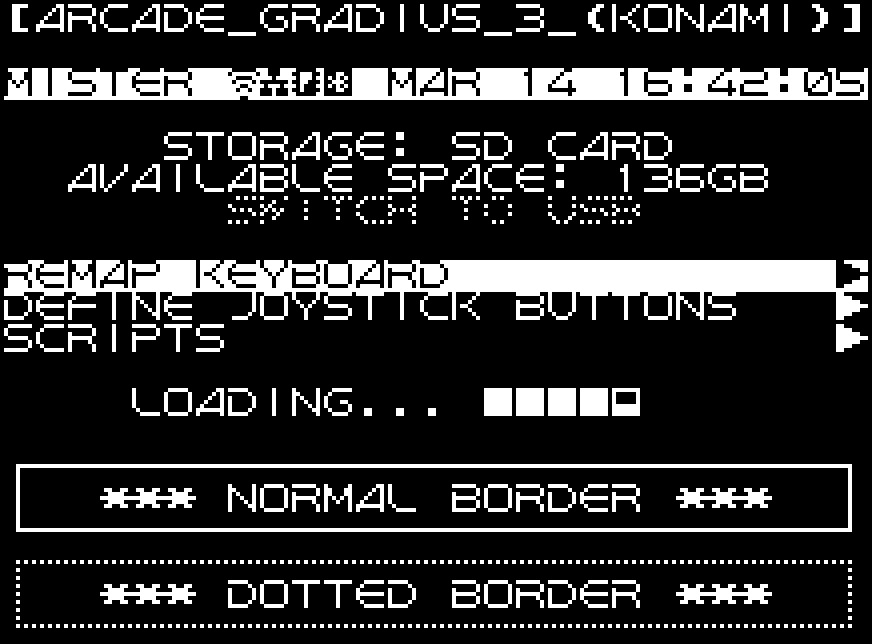 [ARCADE_GRADIUS_3_(KONAMI)]
MISTER MAR 14 16:42:05
STORAGE: SD CARD
AVAILABLE SPACE: 136GB
SWITCH TO USB
REMAP KEYBOARD
DEFINE JOYSTICK BUTTONS
SCRIPTS
LOADING...
*** NORMAL BORDER ***
*** DOTTED BORDER ***